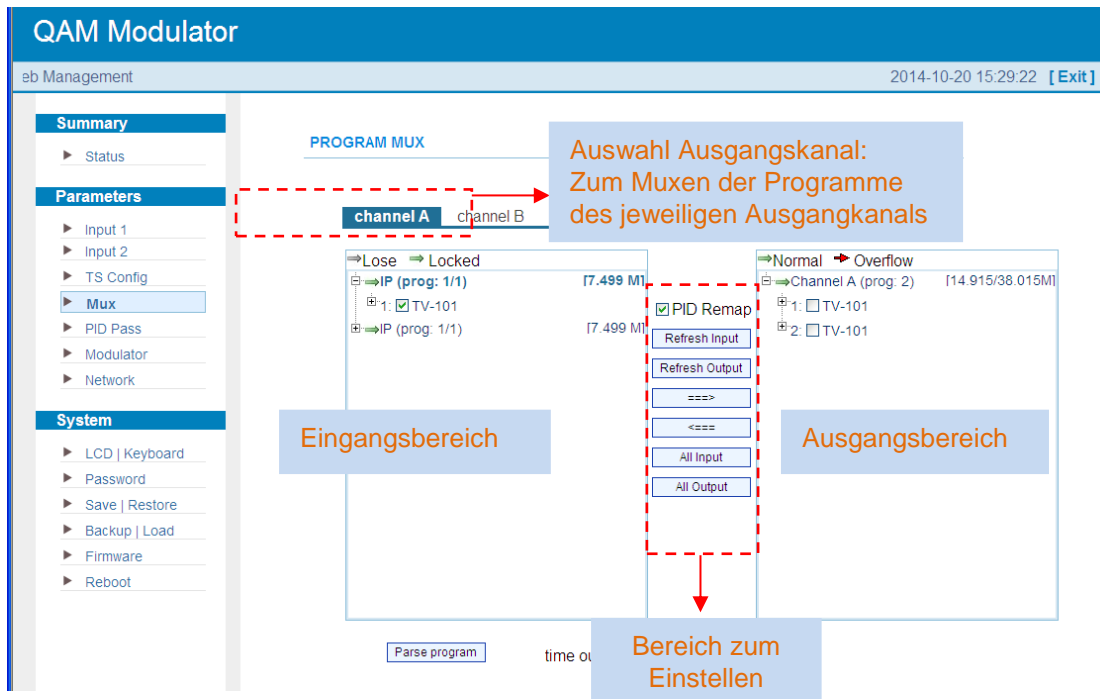 QAM Modulator
eb Management
2014-10-20 15:29:22 [ Exit ]
Summary
Status
Parameters
Input 1
Input 2
TS Config
Mux
PID Pass
Modulator
Network
System
LCD | Keyboard
Password
Save | Restore
Backup | Load
Firmware
Reboot
PROGRAM MUX
Auswahl Ausgangskanal:
Zum Muxen der Programme
des jeweiligen Ausgangkanals
channel A channel B
Lose Locked
IP (prog: 1/1) [7.499 M]
1: TV-101
IP (prog: 1/1) [7.499 M]
Eingangsbereich
PID Remap
Refresh Input
Refresh Output
===>
<===
All Input
All Output
Normal Overflow
Channel A (prog: 2) [14.915/38.015M]
1: TV-101
2: TV-101
Ausgangsbereich
Parse program time ou
Bereich zum
Einstellen